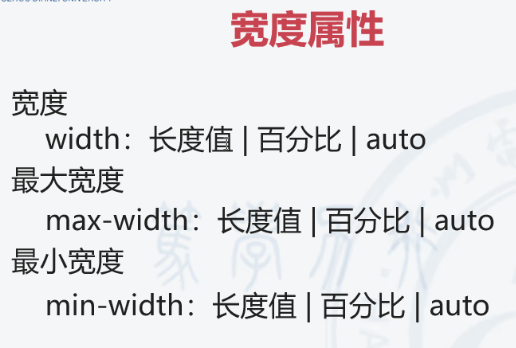 宽度属性
宽度
width：长度值 | 百分比 | auto
最大宽度
max-width：长度值 | 百分比 | auto
最小宽度
min-width：长度值 | 百分比 | auto